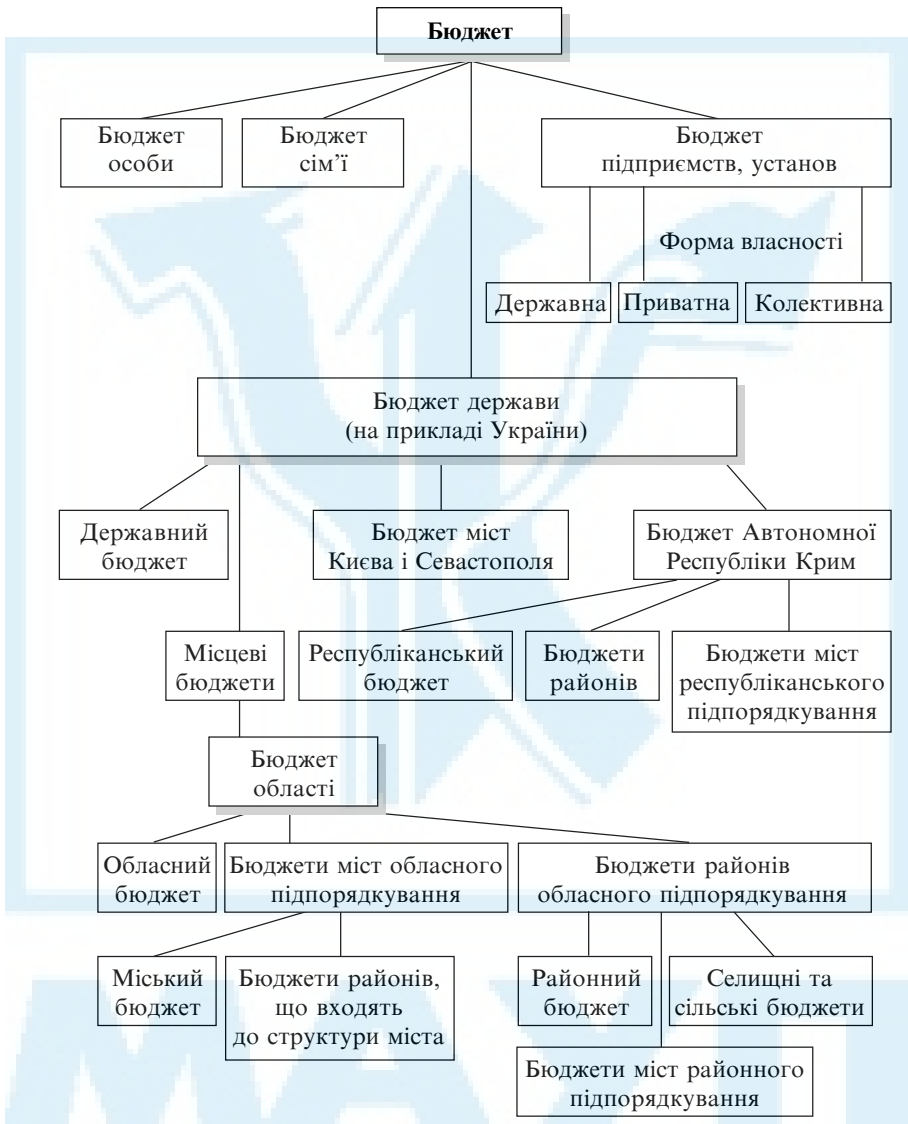 Бюджет
Бюджет
особи
Бюджет
сім’ї
Бюджет
підприємств, установ
Форма власності
Державна
Приватна
Колективна
Бюджет держави
(на прикладі України)
Державний
бюджет
Бюджет міст
Києва і Севастополя
Бюджет Автономної
Республіки Крим
Місцеві
бюджети
Республіканський
бюджет
Бюджети
районів
Бюджети міст
республіканського
підпорядкування
Бюджет
області
Обласний
бюджет
Бюджети міст обласного
підпорядкування
Бюджети районів
обласного підпорядкування
Міський
бюджет
Бюджети районів,
що входять
до структури міста
Районний
бюджет
Селищні та
сільські бюджети
Бюджети міст районного
підпорядкування
МАУП